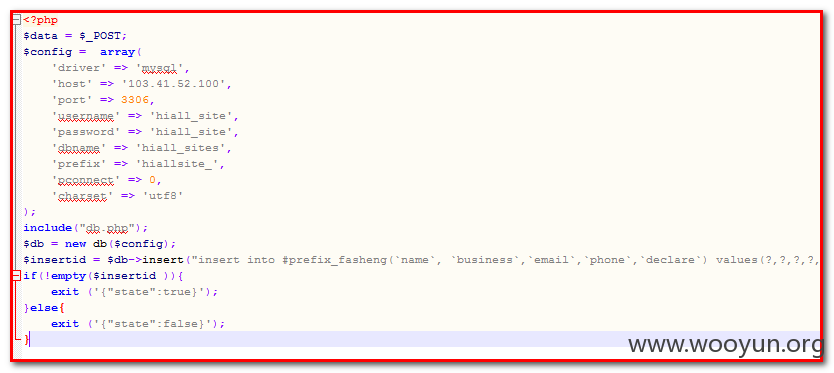 <?php
$data = $_POST;
$config =  array(
    'driver' => 'mysql',
    'host' => '103.41.52.100',
    'port' => 3306,
    'username' => 'hiall_site',
    'password' => 'hiall_site',
    'dbname' => 'hiall_sites',
    'prefix' => 'hiallsite_',
    'pconnect' => 0,
    'charset' => 'utf8'
);
include("db.php");
$db = new db($config);
$insertid = $db->insert("insert into #prefix_fasheng(`name`, `business`,`email`,`phone`,`declare`) values(?,?,?,?,
if(!empty($insertid )){
    exit ('{"state":true}');
}else{
    exit ('{"state":false}');
}
www.wooyun.org